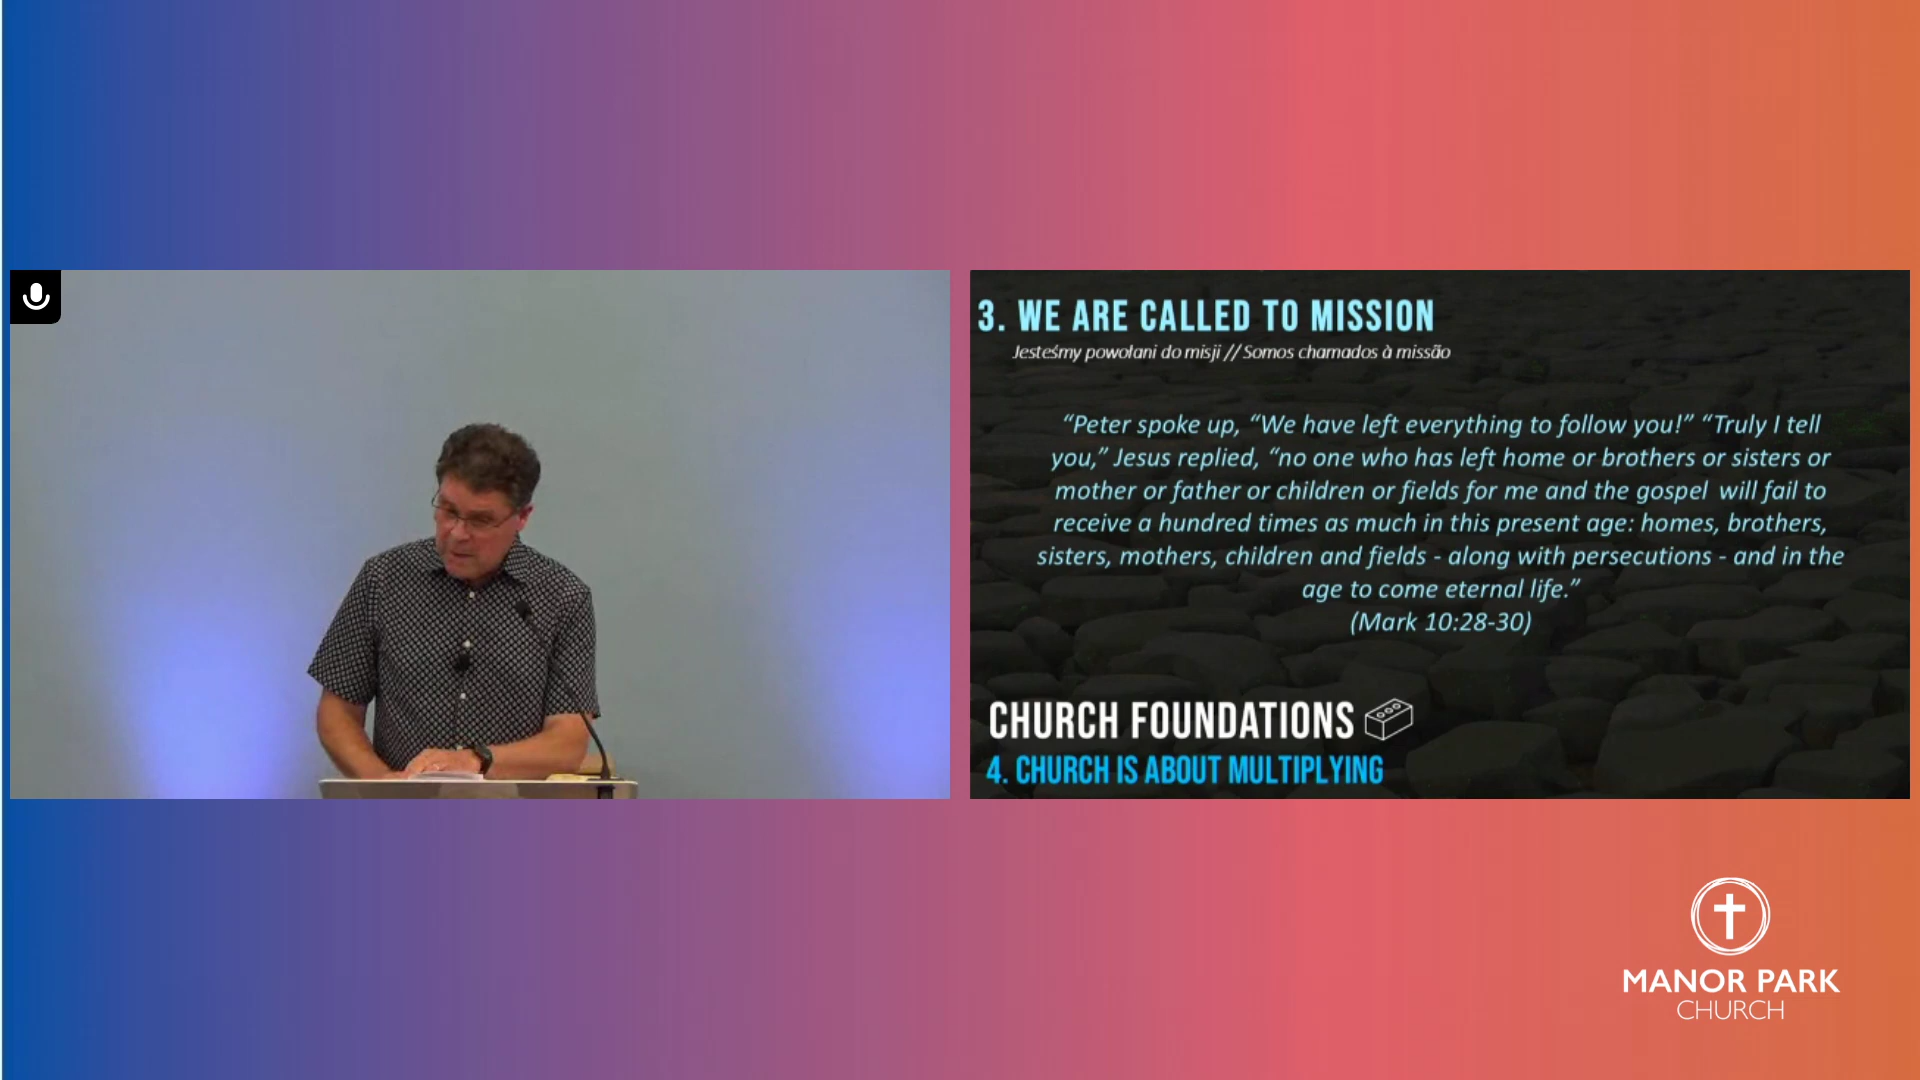 3. WE ARE CALLED TO MISSION
Jesteśmy powołani do misji // Somos chamados à missão
“Peter spoke up, “We have left everything to follow you!” “Truly I tell
you,” Jesus replied, “no one who has left home or brothers or sisters or
mother or father or children or fields for me and the gospel will fail to
receive a hundred times as much in this present age: homes, brothers,
sisters, mothers, children and fields - along with persecutions - and in the
age to come eternal life.”
(Mark 10:28-30)
CHURCH FOUNDATIONS
4. CHURCH IS ABOUT MULTIPLYING
MANOR PARK
CHURCH